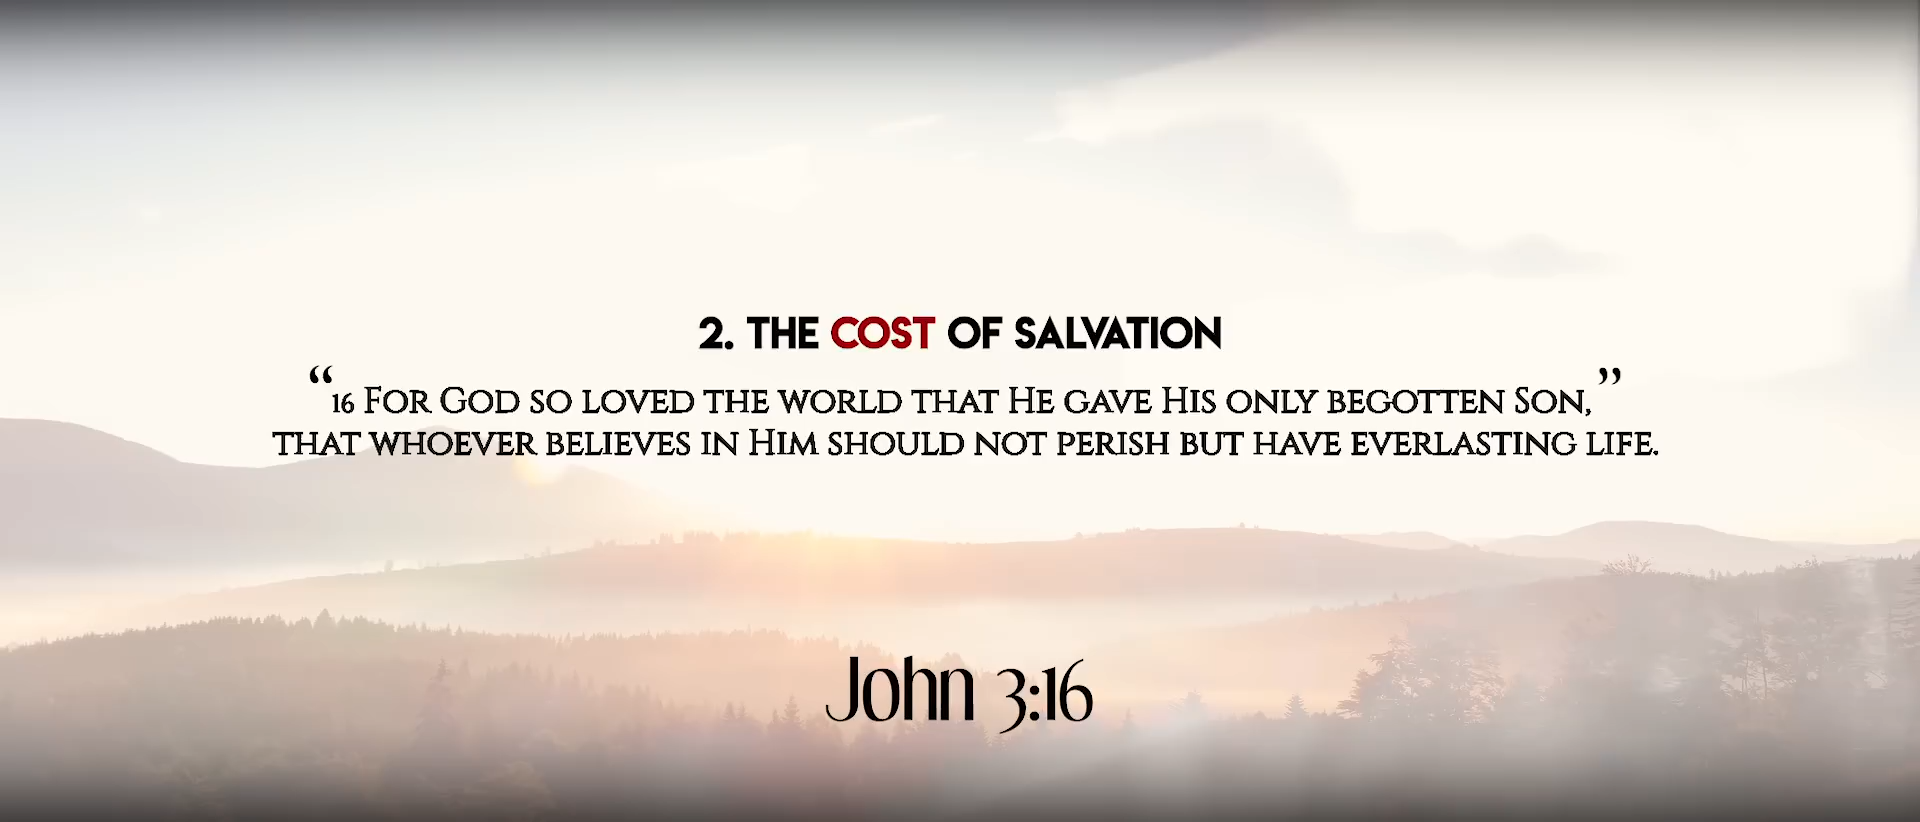 2. THE COST OF SALVATION
“16 For God so loved the world that He gave His only begotten Son,”
that whoever believes in Him should not perish but have everlasting life.
John 3:16